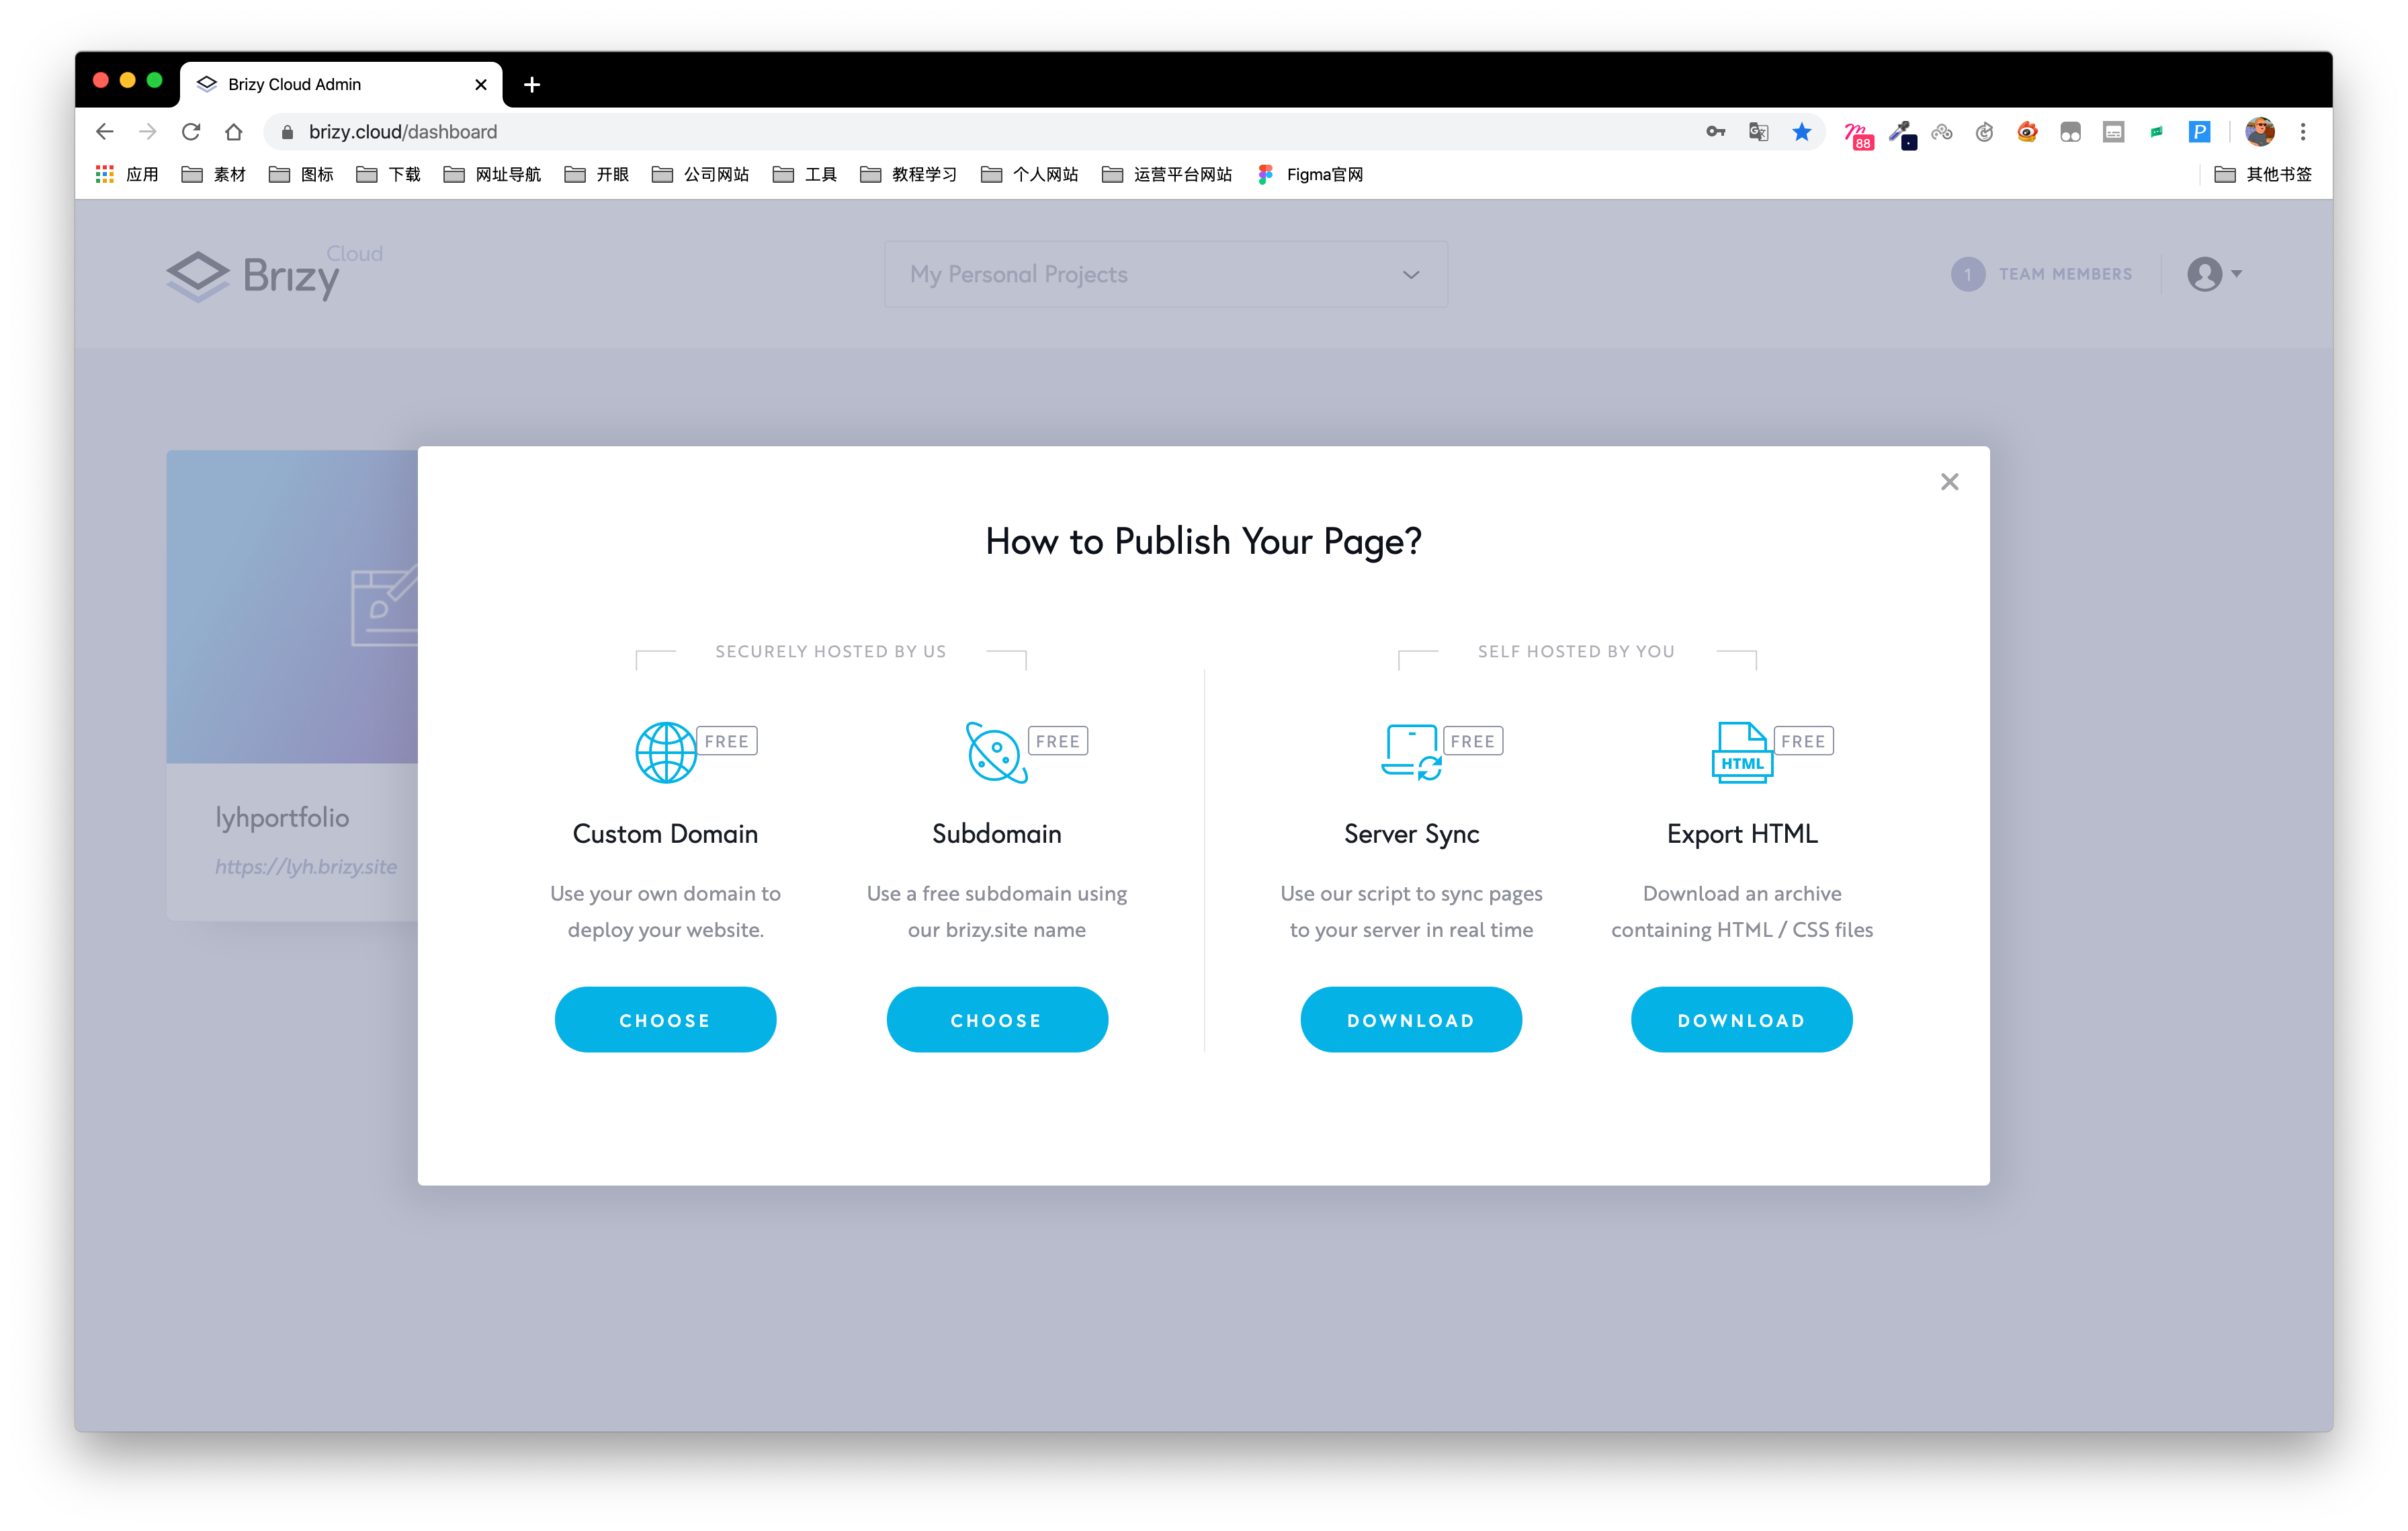 Brizy Cloud Admin
brizy.cloud/dashboard
88
P
应用
素材
图标
下载
网址导航
开眼
公司网站
工具
教程学习
个人网站
运营平台网站
Figma官网
其他书签
Brizy Cloud
My Personal Projects
1 TEAM MEMBERS
lyhportfolio
https://lyh.brizy.site
How to Publish Your Page?
SECURELY HOSTED BY US
FREE
Custom Domain
Use your own domain to
deploy your website.
CHOOSE
FREE
Subdomain
Use a free subdomain using
our brizy.site name
CHOOSE
SELF HOSTED BY YOU
FREE
Server Sync
Use our script to sync pages
to your server in real time
DOWNLOAD
HTML
FREE
Export HTML
Download an archive
containing HTML / CSS files
DOWNLOAD